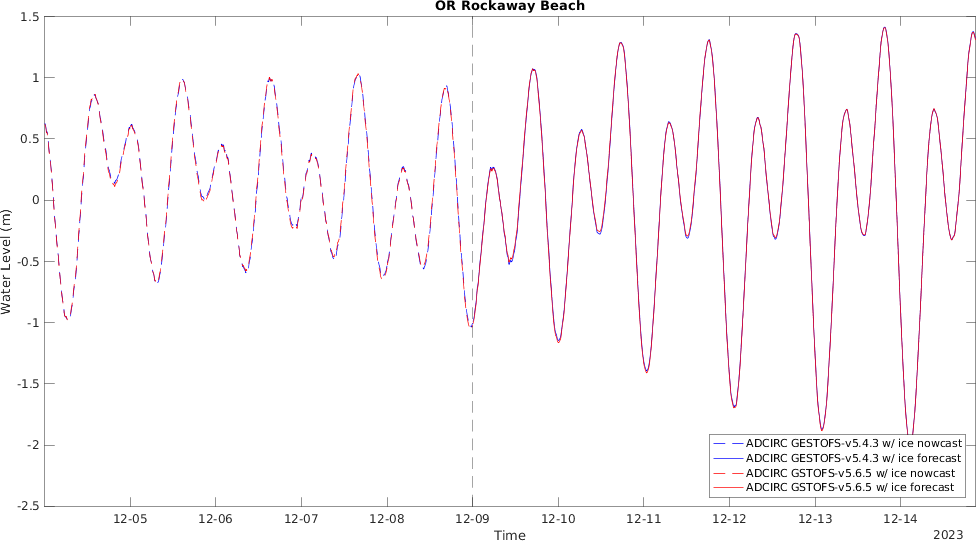 OR Rockaway Beach
1.5
1
0.5
0
-0.5
-1
-1.5
-2
-2.5
Water Level (m)
ADCIRC GESTOFS-v5.4.3 w/ ice nowcast
ADCIRC GESTOFS-v5.4.3 w/ ice forecast
ADCIRC GSTOFS-v5.6.5 w/ ice nowcast
ADCIRC GSTOFS-v5.6.5 w/ ice forecast
12-05 12-06 12-07 12-08 12-09 12-10 12-11 12-12 12-13 12-14
Time
2023